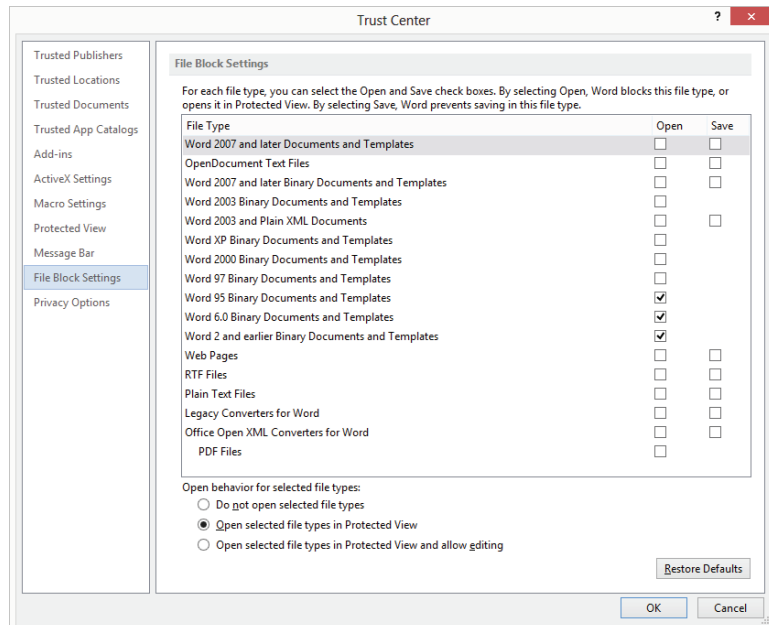 Trust Center
?
Trusted Publishers
Trusted Locations
Trusted Documents
Trusted App Catalogs
Add-ins
ActiveX Settings
Macro Settings
Protected View
Message Bar
File Block Settings
Privacy Options
File Block Settings
For each file type, you can select the Open and Save check boxes. By selecting Open, Word blocks this file type, or
opens it in Protected View. By selecting Save, Word prevents saving in this file type.
File Type Open Save
Word 2007 and later Documents and Templates
OpenDocument Text Files
Word 2007 and later Binary Documents and Templates
Word 2003 Binary Documents and Templates
Word 2003 and Plain XML Documents
Word XP Binary Documents and Templates
Word 2000 Binary Documents and Templates
Word 97 Binary Documents and Templates
Word 95 Binary Documents and Templates
Word 6.0 Binary Documents and Templates
Word 2 and earlier Binary Documents and Templates
Web Pages
RTF Files
Plain Text Files
Legacy Converters for Word
Office Open XML Converters for Word
PDF Files
Open behavior for selected file types:
Do not open selected file types
Open selected file types in Protected View
Open selected file types in Protected View and allow editing
Restore Defaults
OK Cancel